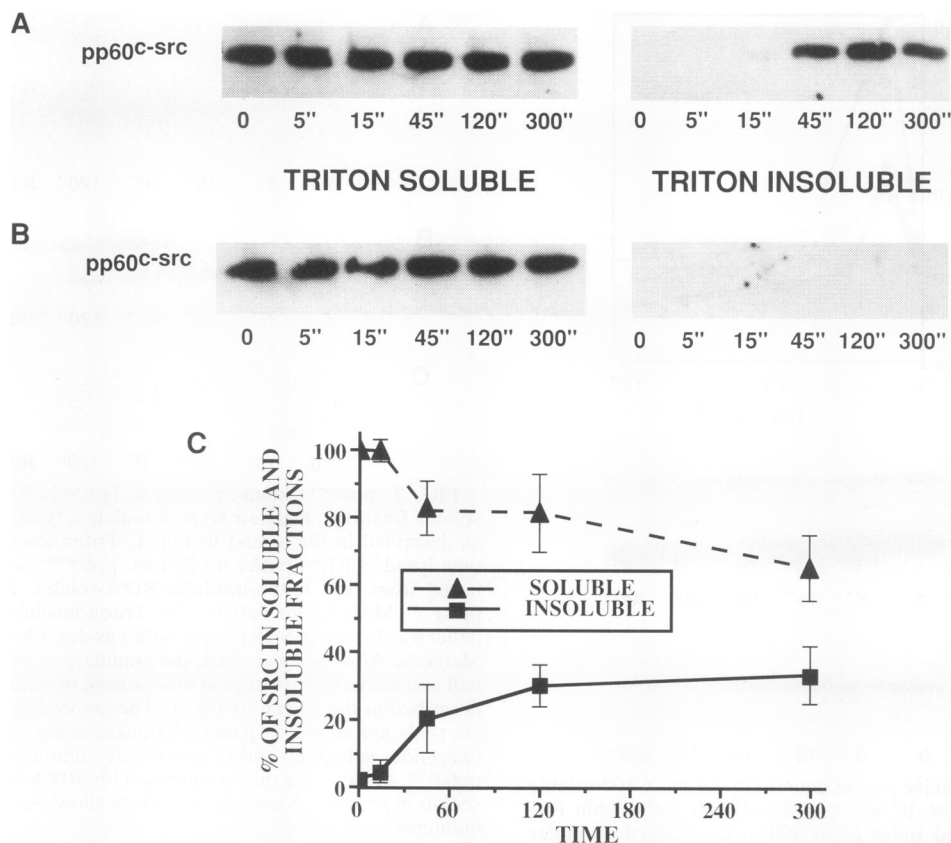 A
pp60c-src
0 5" 15" 45" 120" 300"
0 5" 15" 45" 120" 300"
TRITON SOLUBLE
TRITON INSOLUBLE
B
pp60c-src
0 5" 15" 45" 120" 300"
0 5" 15" 45" 120" 300"
C
% OF SRC IN SOLUBLE AND
INSOLUBLE FRACTIONS
100
80
60
40
20
0
SOLUBLE
INSOLUBLE
0 60 120 180 240 300
TIME